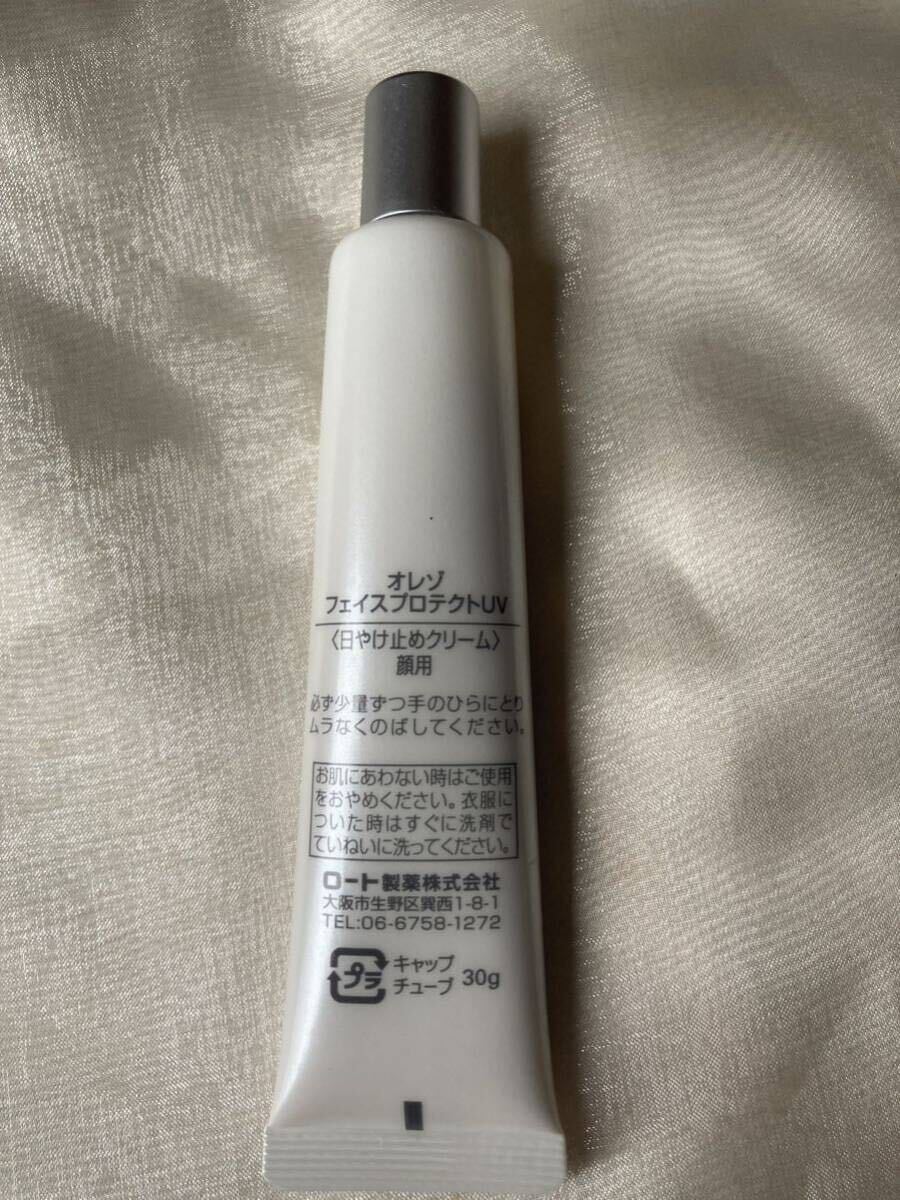 オレゾ
フェイスプロテクトUV
〈日やけ止めクリーム〉
顔用
必ず少量ずつ手のひらにとり
ムラなくのばしてください。
お肌にあわない時はご使用
をおやめください。衣服に
ついた時はすぐに洗剤で
ていねいに洗ってください。
ロート製薬株式会社
大阪市生野区巽西1-8-1
TEL:06-6758-1272
プラ キャップ
チューブ 30g